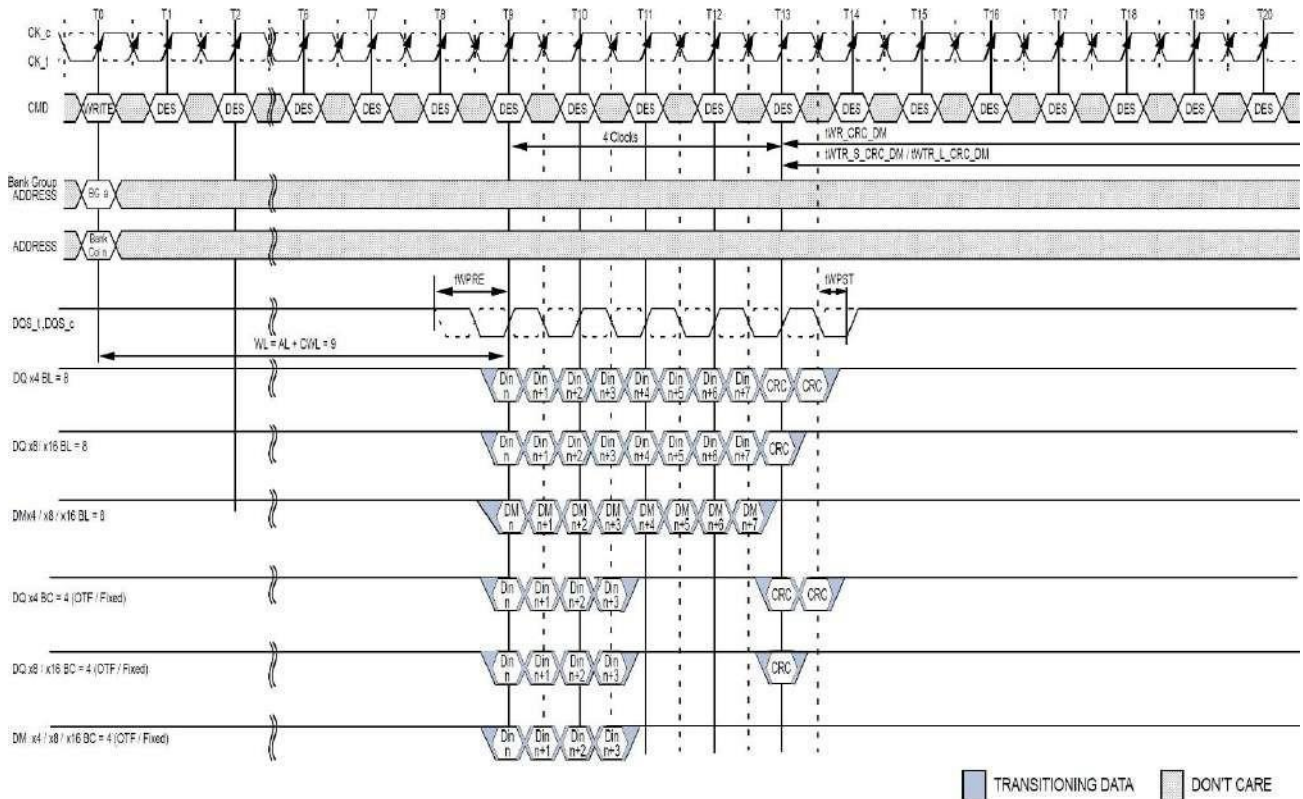 T0 T1 T2 T6 T7 T8 T9 T10 T11 T12 T13 T14 T15 T16 T17 T18 T19 T20
CK_c
CK_t
CMD WRITE DES DES DES DES DES DES DES DES DES DES DES DES DES DES DES DES DES
4 Clocks
tWR_CRC_DM
tWTR_S_CRC_DM / tWTR_L_CRC_DM
Bank Group
ADDRESS
BG a
ADDRESS
Bank
Col n
tWPRE
tWPST
DQS_t,DQS_c
WL = AL + CWL = 9
DQ x4 BL = 8
Din n Din n+1 Din n+2 Din n+3 Din n+4 Din n+5 Din n+6 Din n+7 CRC CRC
DQ x8/ x16 BL = 8
Din n Din n+1 Din n+2 Din n+3 Din n+4 Din n+5 Din n+6 Din n+7 CRC
DMx4 / x8 / x16 BL = 8
DM n DM n+1 DM n+2 DM n+3 DM n+4 DM n+5 DM n+6 DM n+7
DQ x4 BC = 4 (OTF / Fixed)
Din n Din n+1 Din n+2 Din n+3 CRC CRC
DQ x8 / x16 BC = 4 (OTF / Fixed)
Din n Din n+1 Din n+2 Din n+3 CRC
DM x4 / x8 / x16 BC = 4 (OTF / Fixed)
Din n Din n+1 Din n+2 Din n+3
TRANSITIONING DATA
DON'T CARE